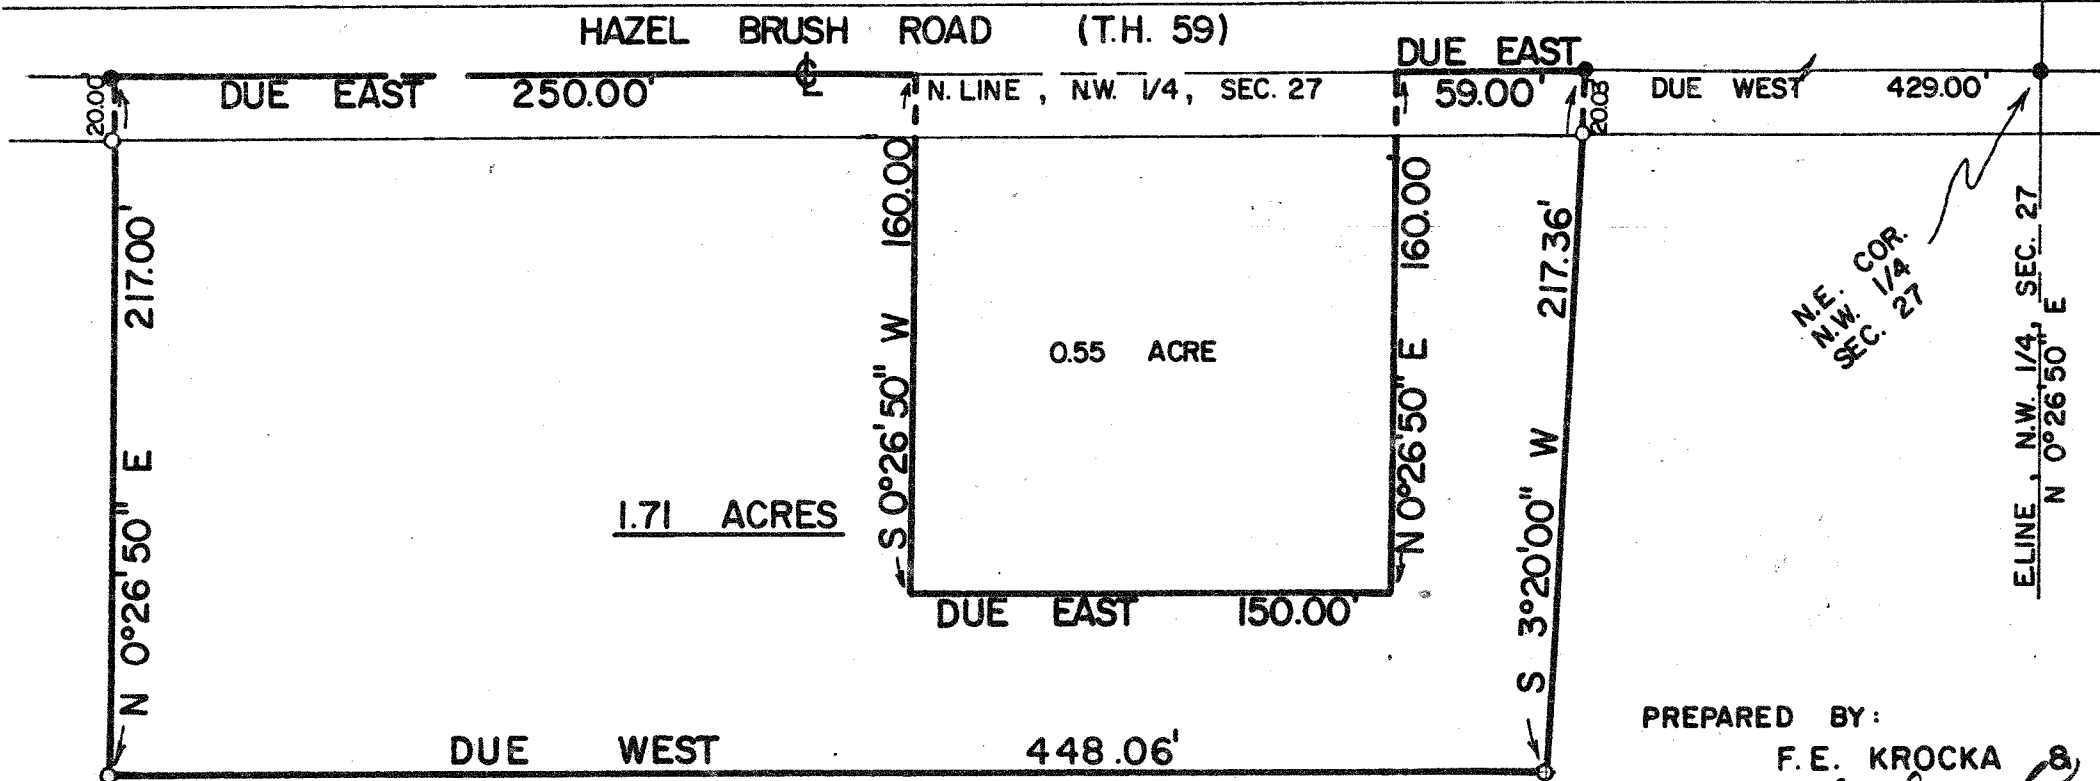 HAZEL BRUSH ROAD (T.H. 59)
DUE EAST
20.00'
DUE EAST 250.00'
℄
N. LINE , N.W. 1/4, SEC. 27
59.00'
20.03
DUE WEST 429.00'
N 0°26'50" E 217.00'
S 0°26'50" W 160.00'
N 0°26'50" E 160.00'
S 3°20'00" W 217.36'
N.E. COR.
N.W. 1/4
SEC. 27
E.LINE , N.W. 1/4, SEC. 27
N 0°26'50" E
0.55 ACRE
1.71 ACRES
DUE EAST 150.00'
DUE WEST 448.06'
PREPARED BY:
F.E. KROCKA &